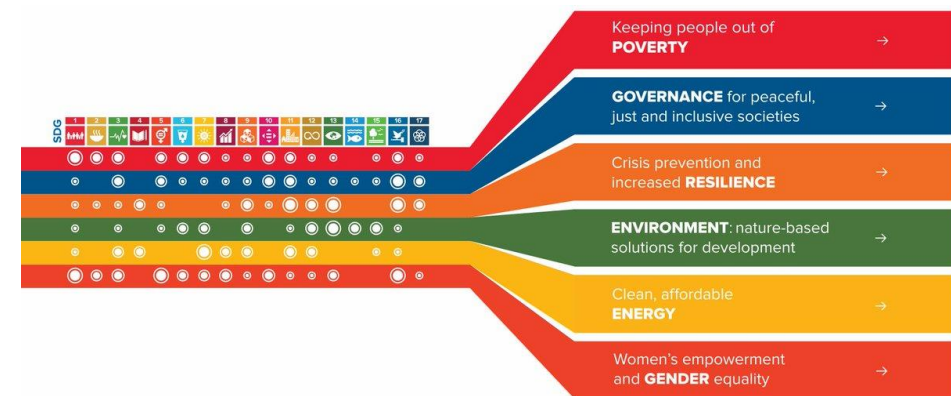 Keeping people out of
POVERTY
GOVERNANCE for peaceful,
just and inclusive societies
SDG
1 2 3 4 5 6 7 8 9 10 11 12 13 14 15 16 17
Crisis prevention and
increased RESILIENCE
ENVIRONMENT: nature-based
solutions for development
Clean, affordable
ENERGY
Women's empowerment
and GENDER equality